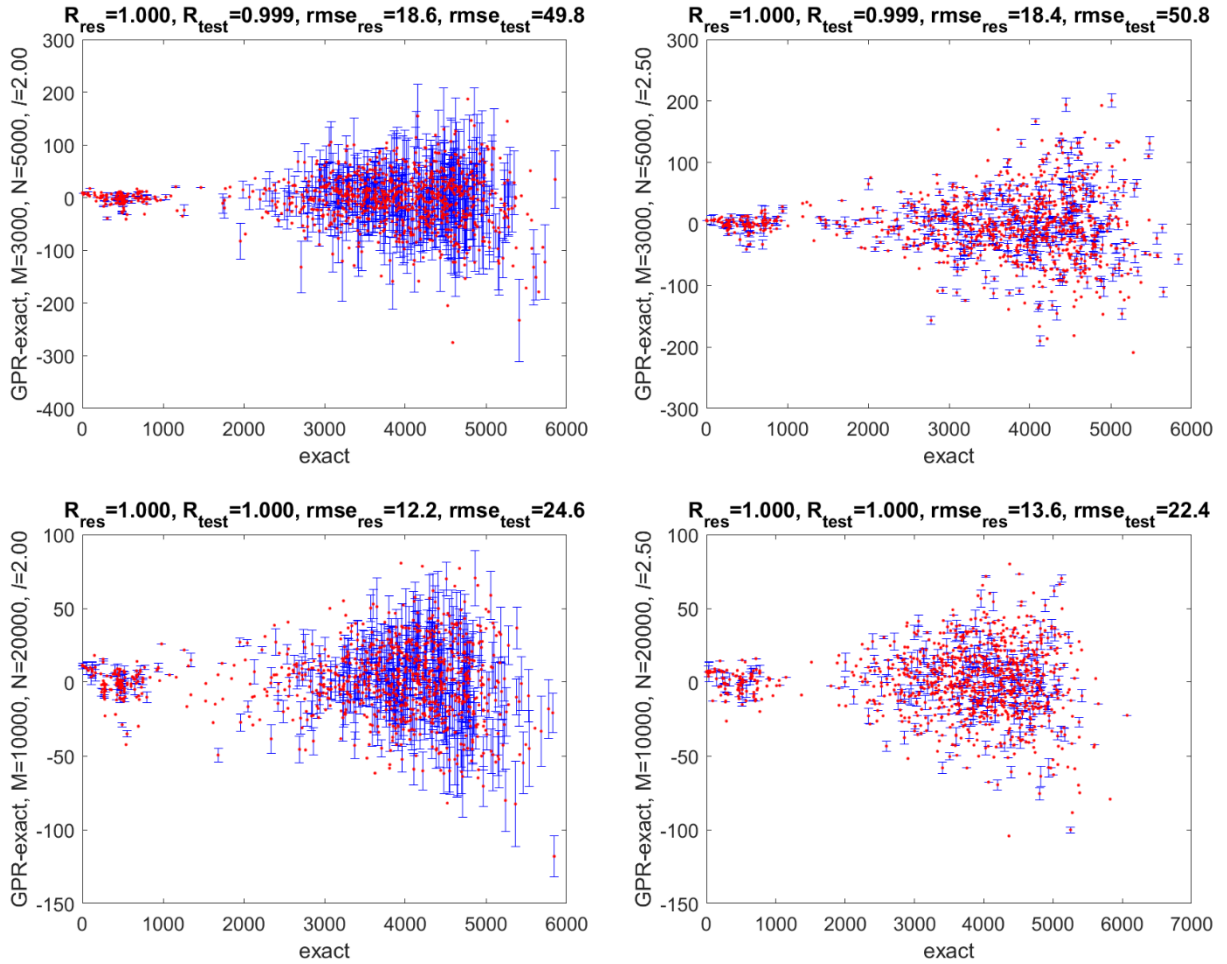 R_res=1.000, R_test=0.999, rmse_res=18.6, rmse_test=49.8
GPR-exact, M=3000, N=5000, l=2.00
300
200
100
0
-100
-200
-300
-400
0 1000 2000 3000 4000 5000 6000
exact
R_res=1.000, R_test=0.999, rmse_res=18.4, rmse_test=50.8
GPR-exact, M=3000, N=5000, l=2.50
300
200
100
0
-100
-200
-300
0 1000 2000 3000 4000 5000 6000
exact
R_res=1.000, R_test=1.000, rmse_res=12.2, rmse_test=24.6
GPR-exact, M=10000, N=20000, l=2.00
100
50
0
-50
-100
-150
0 1000 2000 3000 4000 5000 6000
exact
R_res=1.000, R_test=1.000, rmse_res=13.6, rmse_test=22.4
GPR-exact, M=10000, N=20000, l=2.50
100
50
0
-50
-100
-150
0 1000 2000 3000 4000 5000 6000 7000
exact